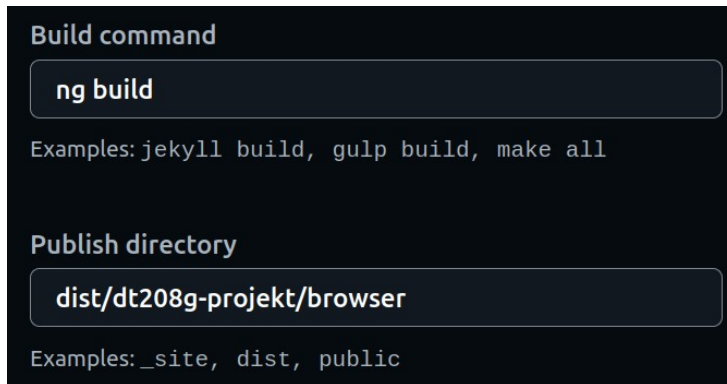 Build command
ng build
Examples: jekyll build, gulp build, make all
Publish directory
dist/dt208g-projekt/browser
Examples: _site, dist, public